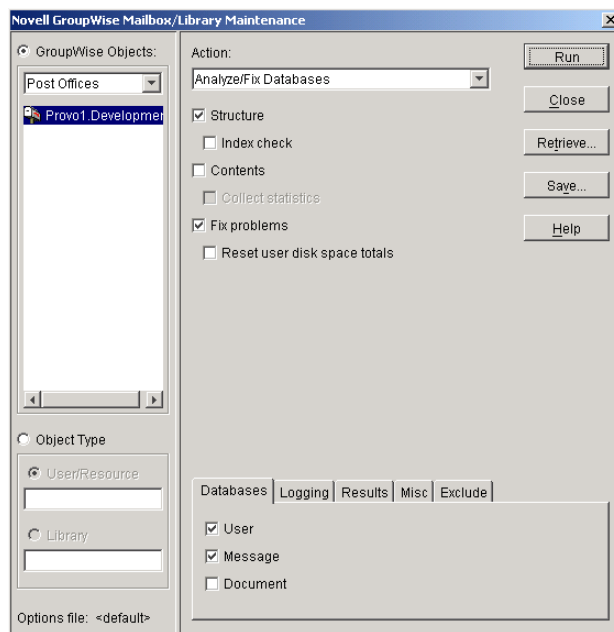 Novell GroupWise Mailbox/Library Maintenance
GroupWise Objects:
Post Offices
Provo1.Developmer
Object Type
User/Resource
Library
Options file: <default>
Action:
Analyze/Fix Databases
Structure
Index check
Contents
Collect statistics
Fix problems
Reset user disk space totals
Run
Close
Retrieve...
Save...
Help
Databases Logging Results Misc Exclude
User
Message
Document